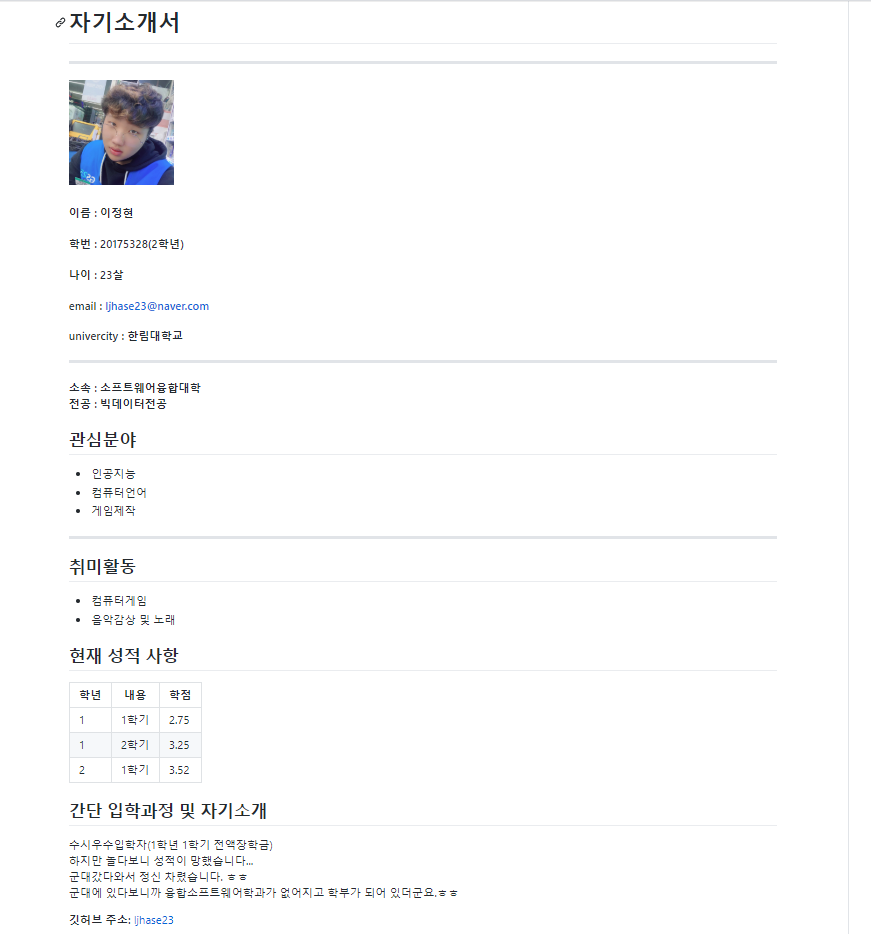 자기소개서
이름 : 이정현
학번 : 20175328(2학년)
나이 : 23살
email : ljhase23@naver.com
univercity : 한림대학교
소속 : 소프트웨어융합대학
전공 : 빅데이터전공
관심분야
인공지능
컴퓨터언어
게임제작
취미활동
컴퓨터게임
음악감상 및 노래
현재 성적 사항
학년 내용 학점
1 1학기 2.75
1 2학기 3.25
2 1학기 3.52
간단 입학과정 및 자기소개
수시우수입학자(1학년 1학기 전액장학금)
하지만 놀다보니 성적이 망했습니다...
군대갔다와서 정신 차렸습니다. ㅎㅎ
군대에 있다보니까 융합소프트웨어학과가 없어지고 학부가 되어 있더군요.ㅎㅎ
깃허브 주소: ljhase23